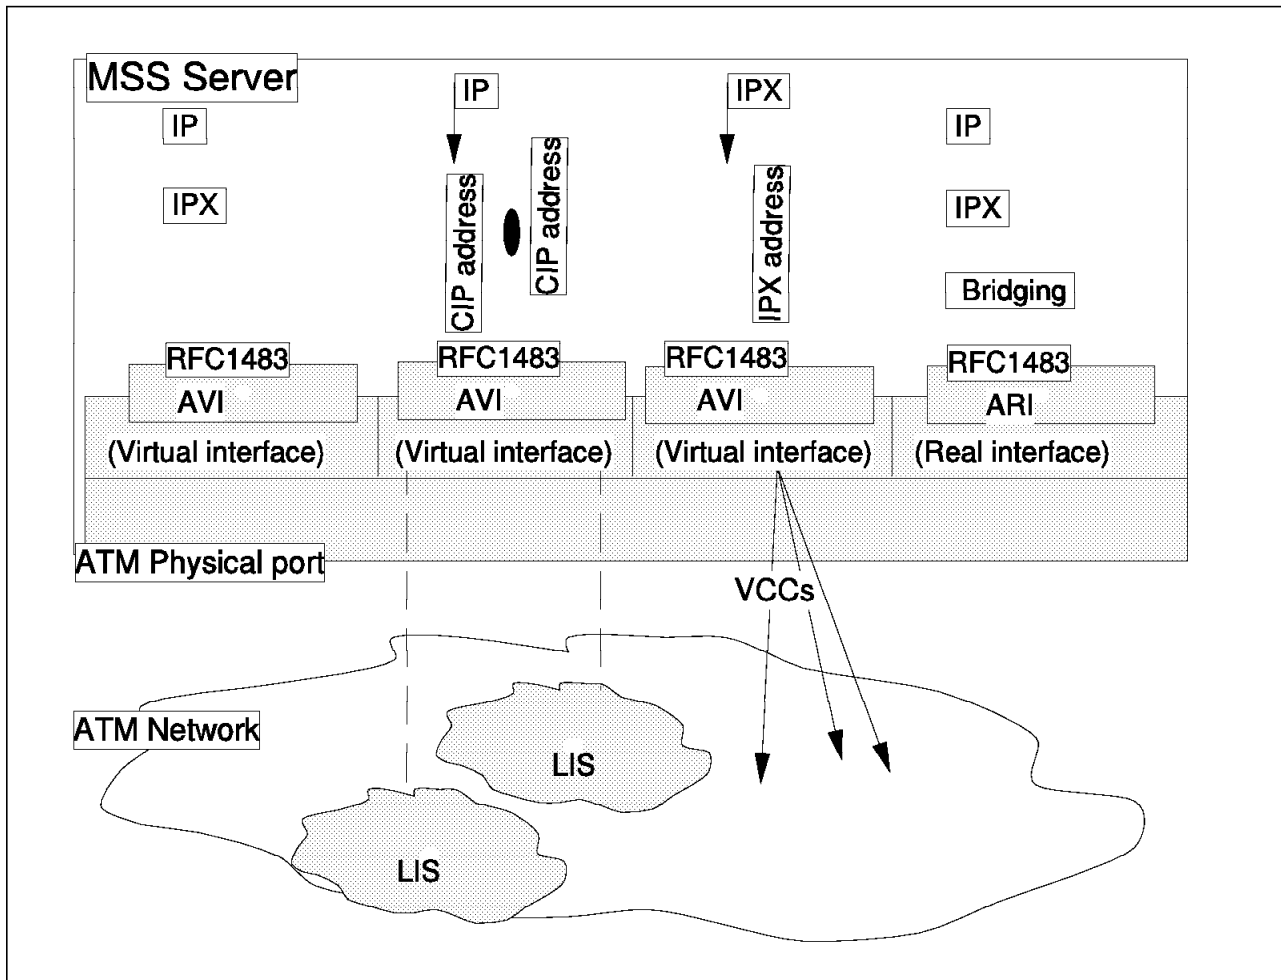 MSS Server
IP
IPX
IP
IPX
IP
IPX
CIP address
CIP address
IPX address
Bridging
RFC1483
RFC1483
RFC1483
RFC1483
AVI
AVI
AVI
ARI
(Virtual interface)
(Virtual interface)
(Virtual interface)
(Real interface)
ATM Physical port
VCCs
ATM Network
LIS
LIS